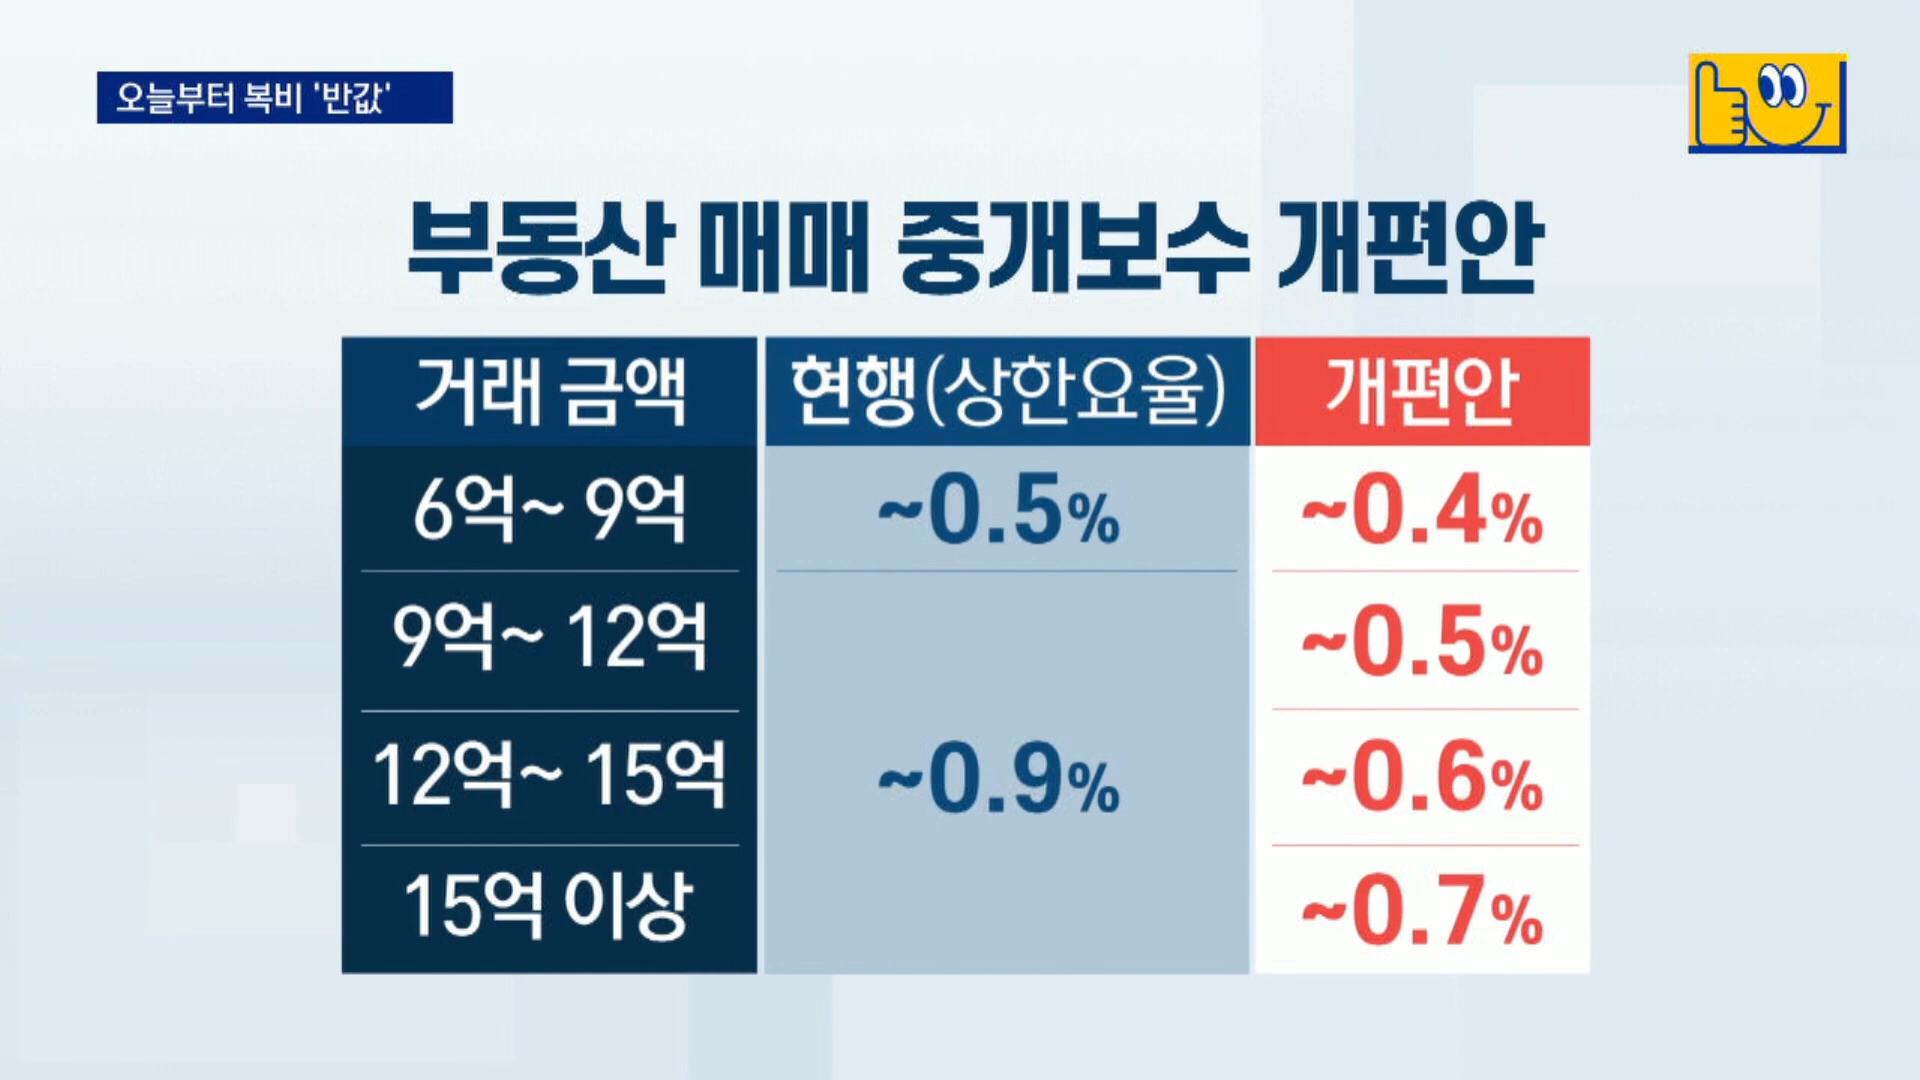 오늘부터 복비 '반값'
부동산 매매 중개보수 개편안
거래 금액 현행(상한요율) 개편안
6억~ 9억 ~0.5% ~0.4%
9억~ 12억 ~0.5%
12억~ 15억 ~0.9% ~0.6%
15억 이상 ~0.7%